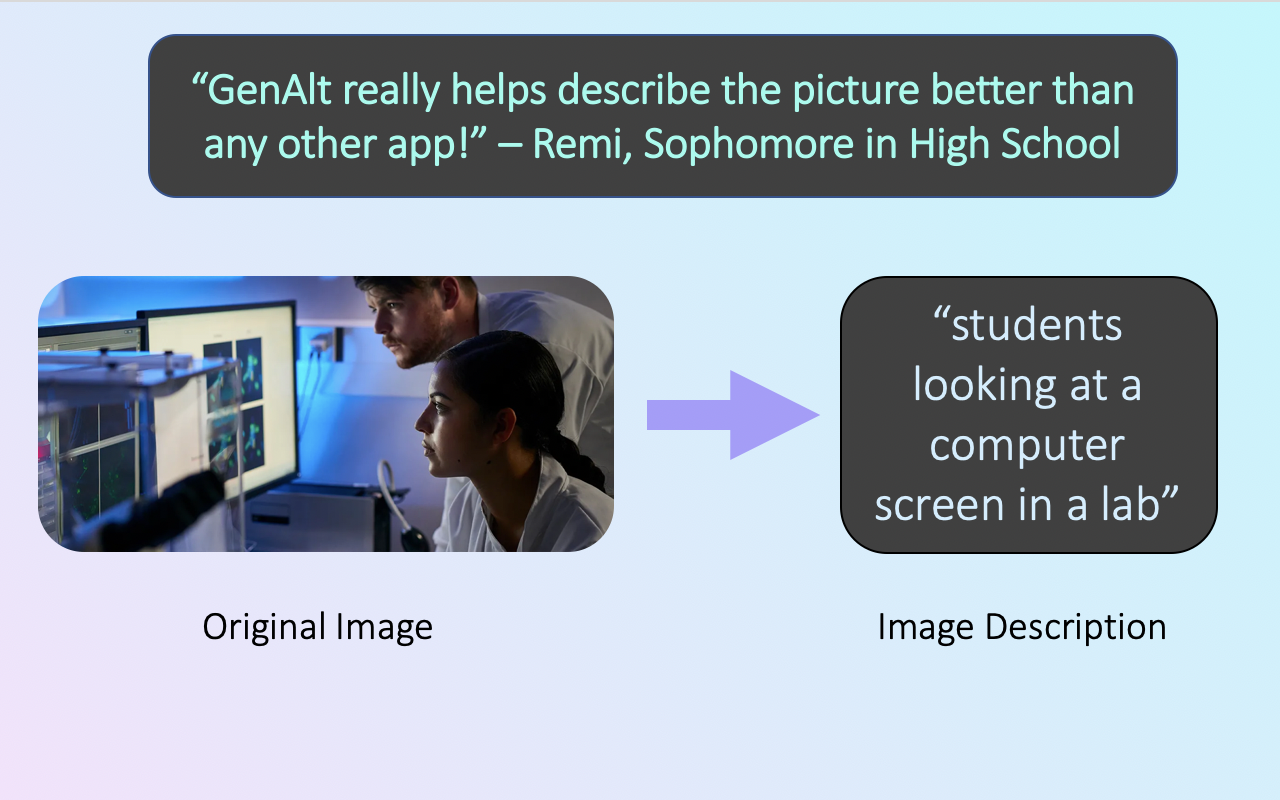 “GenAlt really helps describe the picture better than
any other app!” – Remi, Sophomore in High School
“students
looking at a
computer
screen in a lab”
Original Image
Image Description